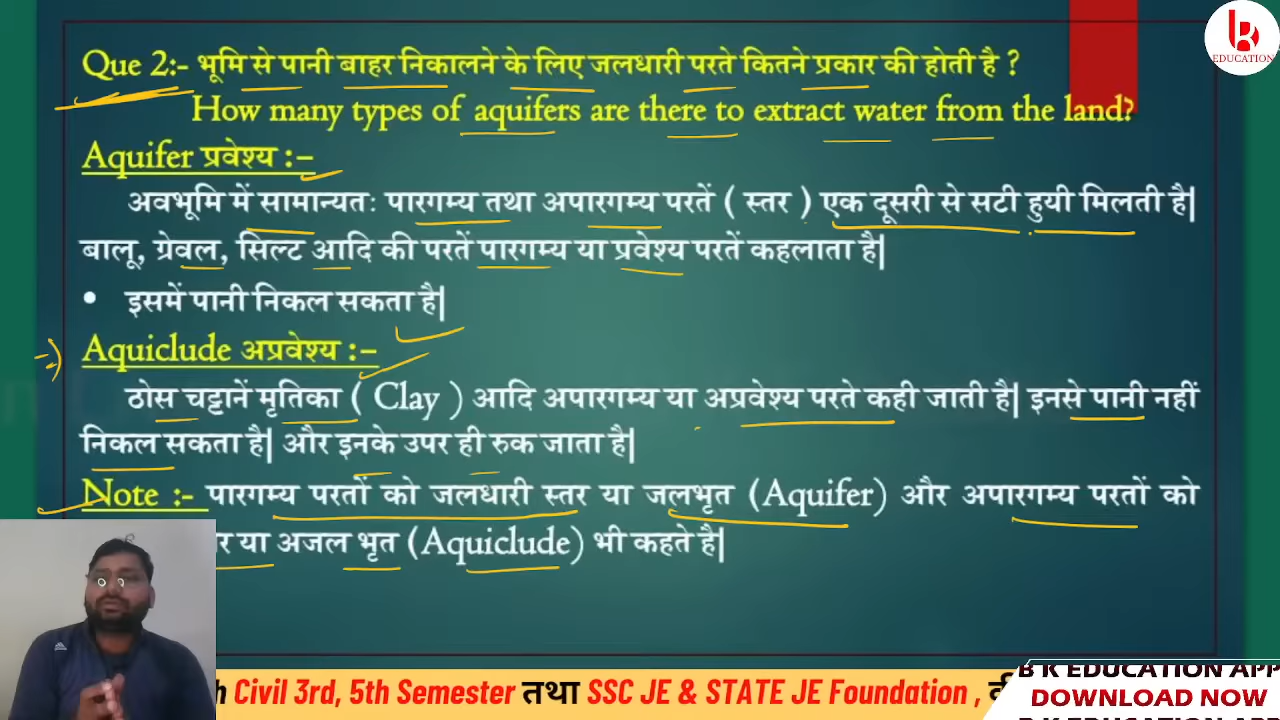 Que 2:- भूमि से पानी बाहर निकालने के लिए जलधारी परते कितने प्रकार की होती है ?
How many types of aquifers are there to extract water from the land?
Aquifer प्रवेश्य :-
अवभूमि में सामान्यतः पारगम्य तथा अपारगम्य परतें ( स्तर ) एक दूसरी से सटी हुयी मिलती है|
बालू, ग्रेवल, सिल्ट आदि की परतें पारगम्य या प्रवेश्य परतें कहलाता है|
• इसमें पानी निकल सकता है|
Aquiclude अप्रवेश्य :-
ठोस चट्टानें मृतिका ( Clay ) आदि अपारगम्य या अप्रवेश्य परते कही जाती है| इनसे पानी नहीं
निकल सकता है| और इनके उपर ही रुक जाता है|
Note :- पारगम्य परतों को जलधारी स्तर या जलभृत (Aquifer) और अपारगम्य परतों को
या अजल भृत (Aquiclude) भी कहते है|
EDUCATION
Civil 3rd, 5th Semester तथा SSC JE & STATE JE Foundation ,
B K EDUCATION APP
DOWNLOAD NOW
B K EDUCATION APP